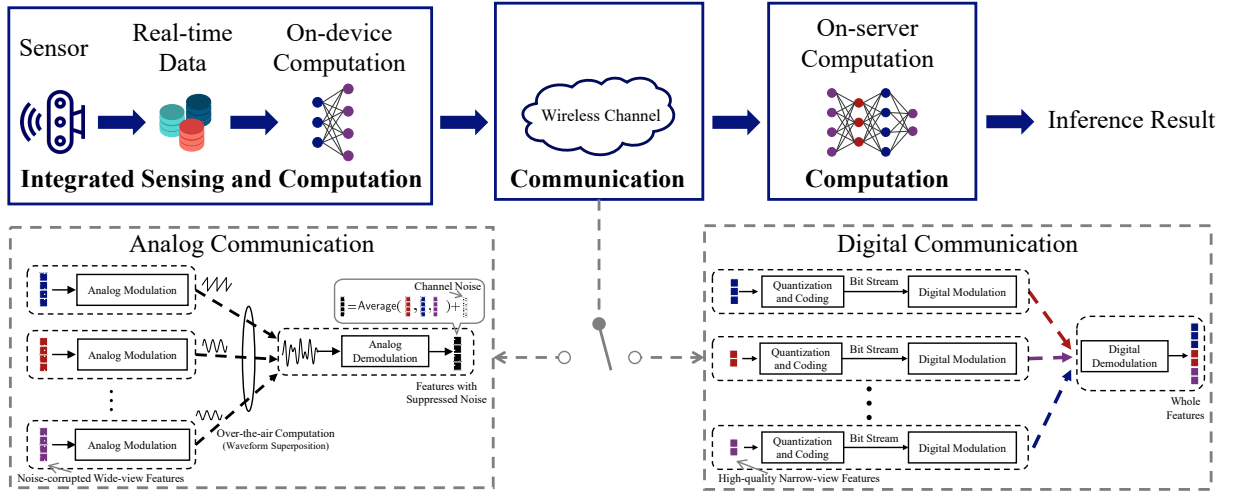 Sensor
Real-time
Data
On-device
Computation
Integrated Sensing and Computation
Wireless Channel
Communication
On-server
Computation
Computation
Inference Result
Analog Communication
Analog Modulation
Analog Modulation
Analog Modulation
Channel Noise
=Average( , , )+
Analog
Demodulation
Features with
Suppressed Noise
Over-the-air Computation
(Waveform Superposition)
Noise-corrupted Wide-view Features
Digital Communication
Quantization
and Coding
Bit Stream
Digital Modulation
Quantization
and Coding
Bit Stream
Digital Modulation
Quantization
and Coding
Bit Stream
Digital Modulation
Digital
Demodulation
Whole
Features
High-quality Narrow-view Features